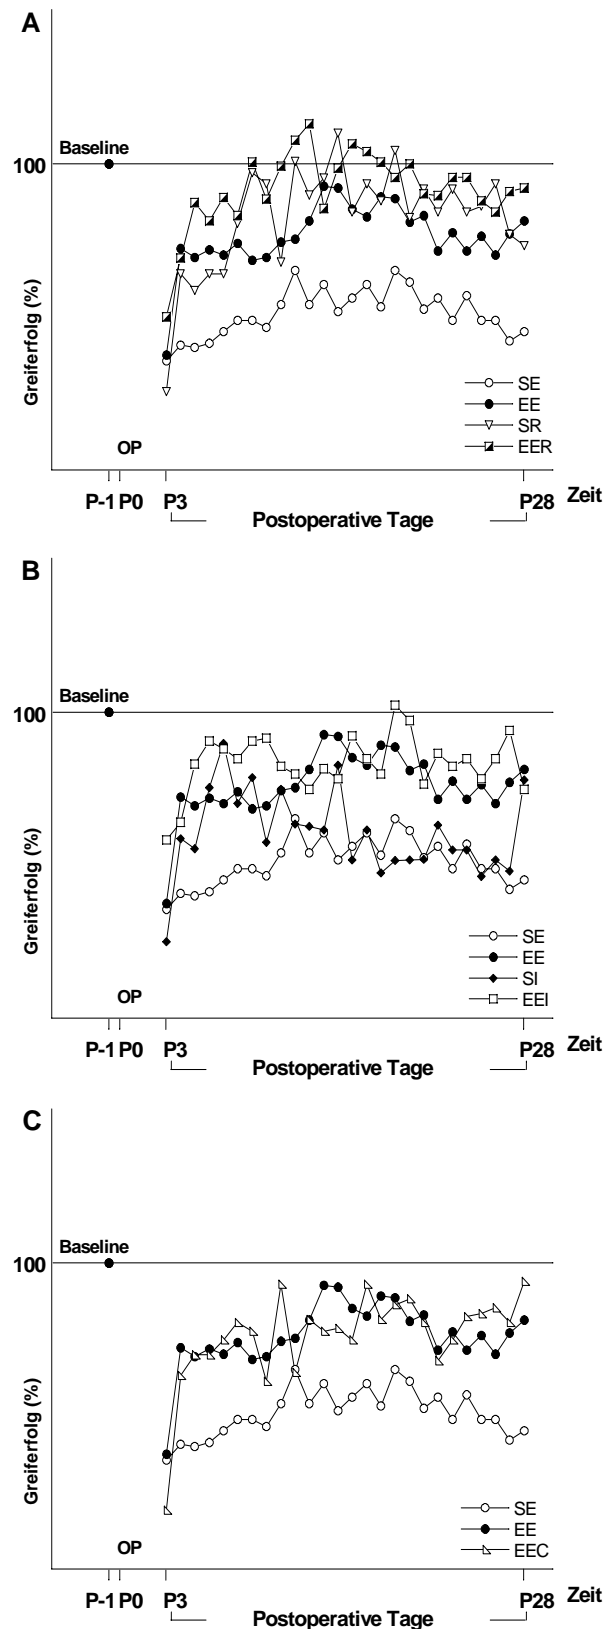 A
Baseline
100
Greiferfolg (%)
SE
EE
SR
EER
OP
P-1 P0 P3 P28 Zeit
Postoperative Tage
B
Baseline
100
Greiferfolg (%)
SE
EE
SI
EEI
OP
P-1 P0 P3 P28 Zeit
Postoperative Tage
C
Baseline
100
Greiferfolg (%)
SE
EE
EEC
OP
P-1 P0 P3 P28 Zeit
Postoperative Tage